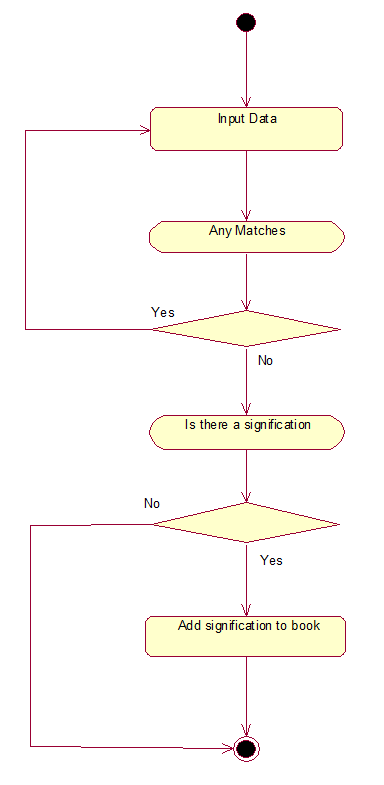 Input Data
Any Matches
Yes
No
Is there a signification
No
Yes
Add signification to book